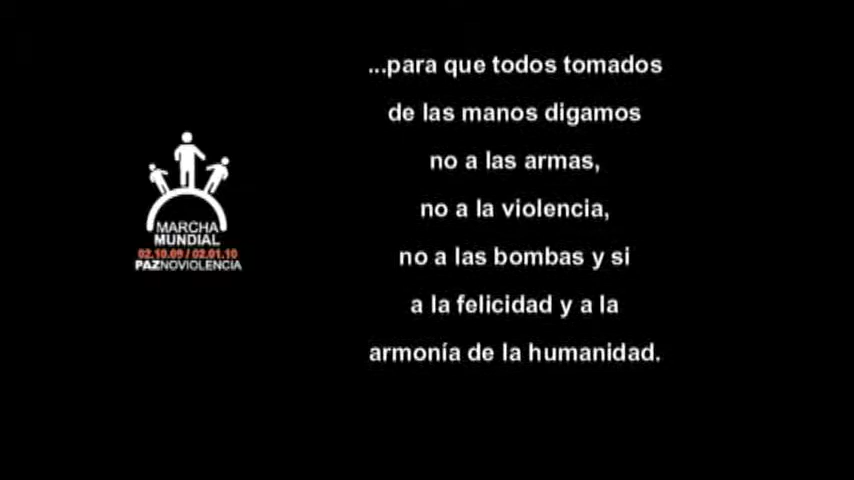 ...para que todos tomados
de las manos digamos
no a las armas,
no a la violencia,
no a las bombas y si
a la felicidad y a la
armonía de la humanidad.
MARCHA
MUNDIAL
02.10.09 / 02.01.10
PAZNOVIOLENCIA